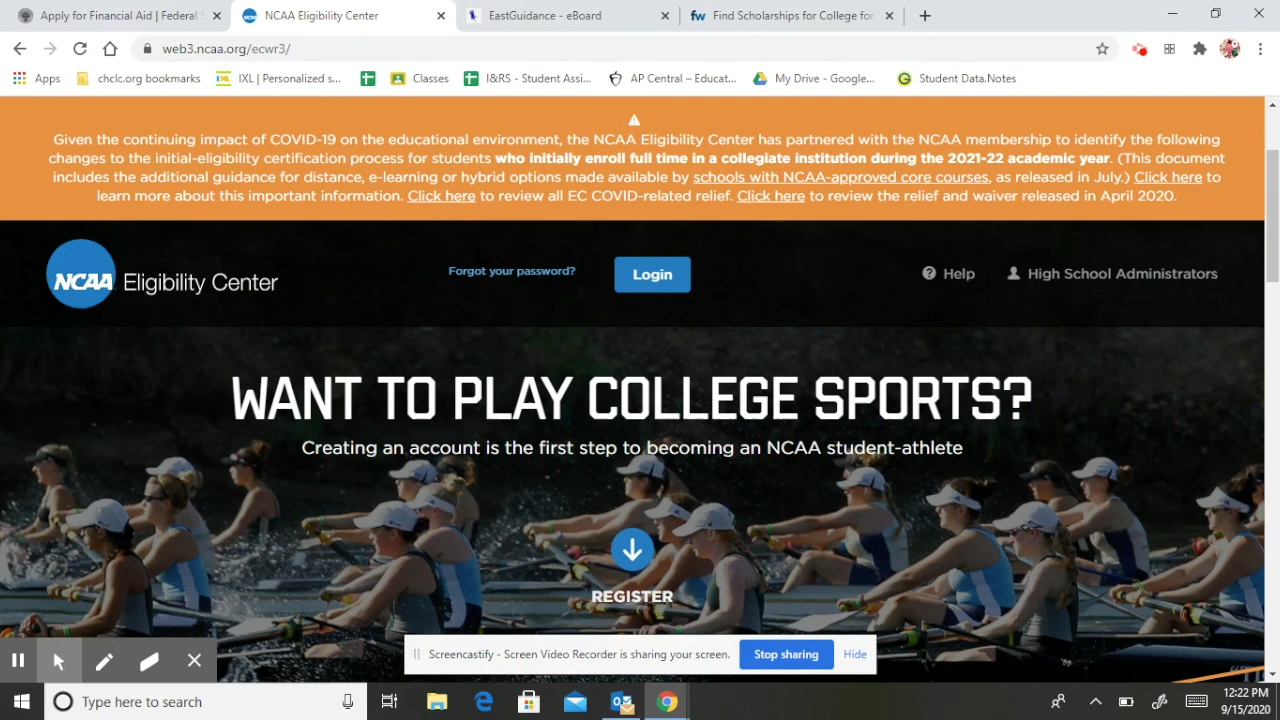 Apply for Financial Aid | Federal S
NCAA Eligibility Center
EastGuidance - eBoard
fw Find Scholarships for College for
web3.ncaa.org/ecwr3/
Apps
chclc.org bookmarks
IXL | Personalized s...
Classes
I&RS - Student Assi...
AP Central – Educat...
My Drive - Google...
Student Data.Notes
Given the continuing impact of COVID-19 on the educational environment, the NCAA Eligibility Center has partnered with the NCAA membership to identify the following
changes to the initial-eligibility certification process for students who initially enroll full time in a collegiate institution during the 2021-22 academic year. (This document
includes the additional guidance for distance, e-learning or hybrid options made available by schools with NCAA-approved core courses, as released in July.) Click here to
learn more about this important information. Click here to review all EC COVID-related relief. Click here to review the relief and waiver released in April 2020.
NCAA Eligibility Center
Forgot your password?
Login
Help
High School Administrators
WANT TO PLAY COLLEGE SPORTS?
Creating an account is the first step to becoming an NCAA student-athlete
REGISTER
Screencastify - Screen Video Recorder is sharing your screen.
Stop sharing
Hide
Type here to search
12:22 PM
9/15/2020